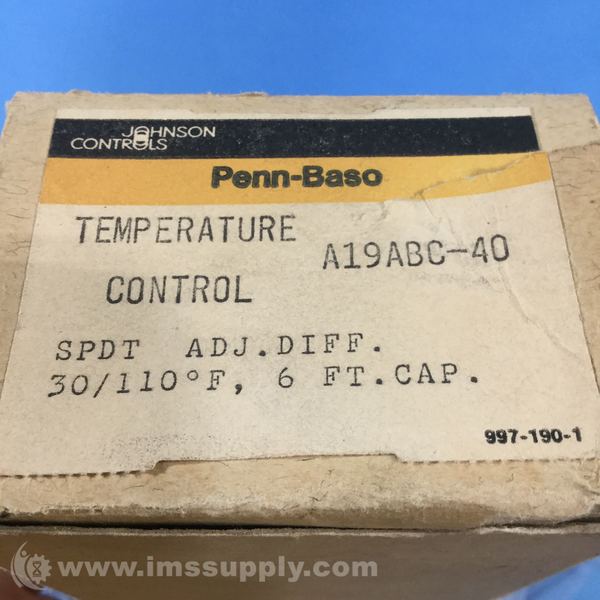 JOHNSON
CONTROLS
Penn-Baso
TEMPERATURE
A19ABC-40
CONTROL
SPDT ADJ.DIFF.
30/110°F, 6 FT.CAP.
997-190-1
www.imssupply.com